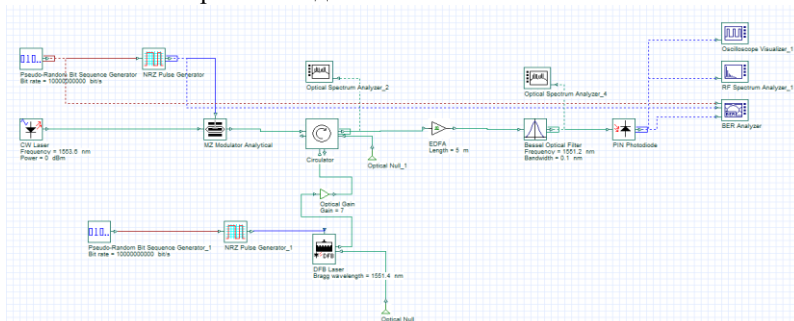 Oscilloscope Visualizer_1
Pseudo-Random Bit Sequence Generator
Bit rate = 10000000000 bit/s
NRZ Pulse Generator
Optical Spectrum Analyzer_2
RF Spectrum Analyzer_1
Optical Spectrum Analyzer_4
BER Analyzer
CW Laser
Frequency = 1553.6 nm
Power = 0 dBm
MZ Modulator Analytical
Circulator
Optical Null_1
EDFA
Length = 5 m
Bessel Optical Filter
Frequency = 1551.2 nm
Bandwidth = 0.1 nm
PIN Photodiode
Optical Gain
Gain = 7
Pseudo-Random Bit Sequence Generator_1
Bit rate = 10000000000 bit/s
NRZ Pulse Generator_1
DFB
DFB Laser
Bragg wavelength = 1551.4 nm
Optical Null